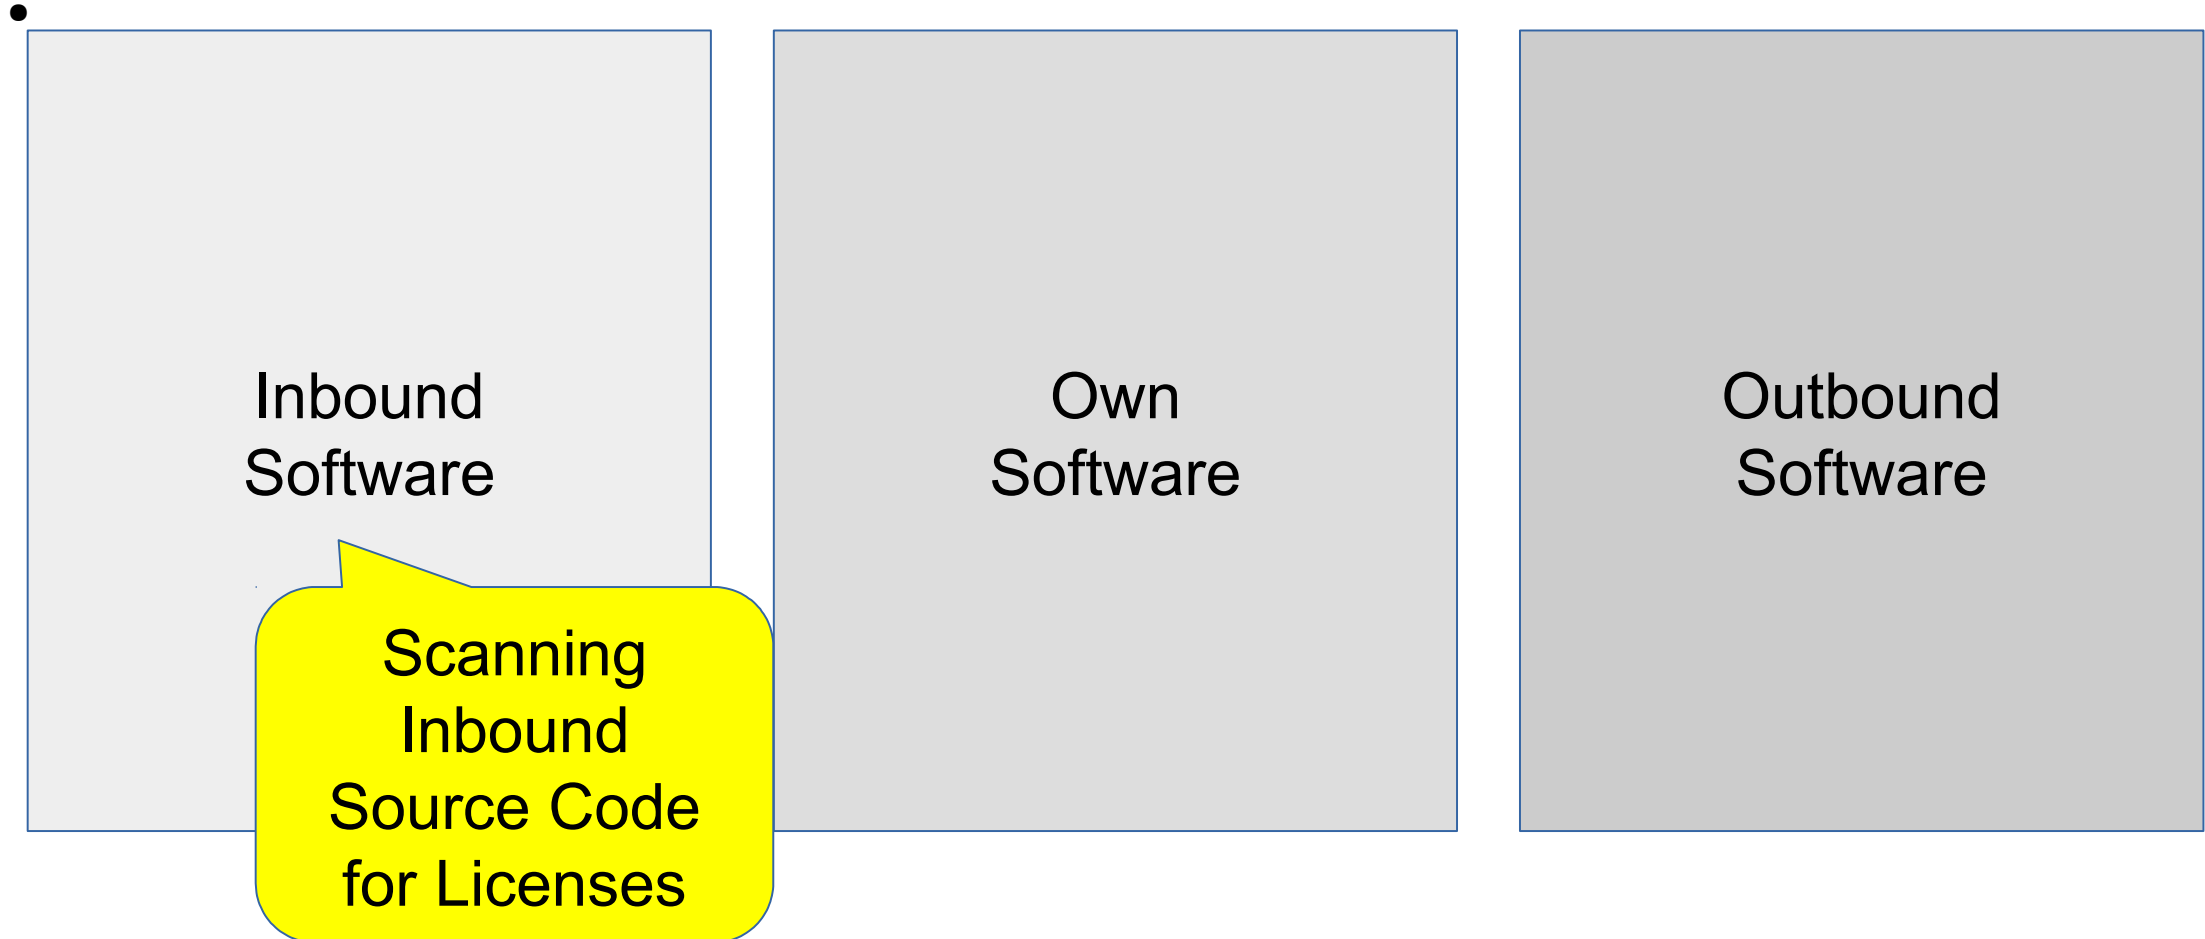 •
Inbound
Software
Own
Software
Outbound
Software
Scanning
Inbound
Source Code
for Licenses